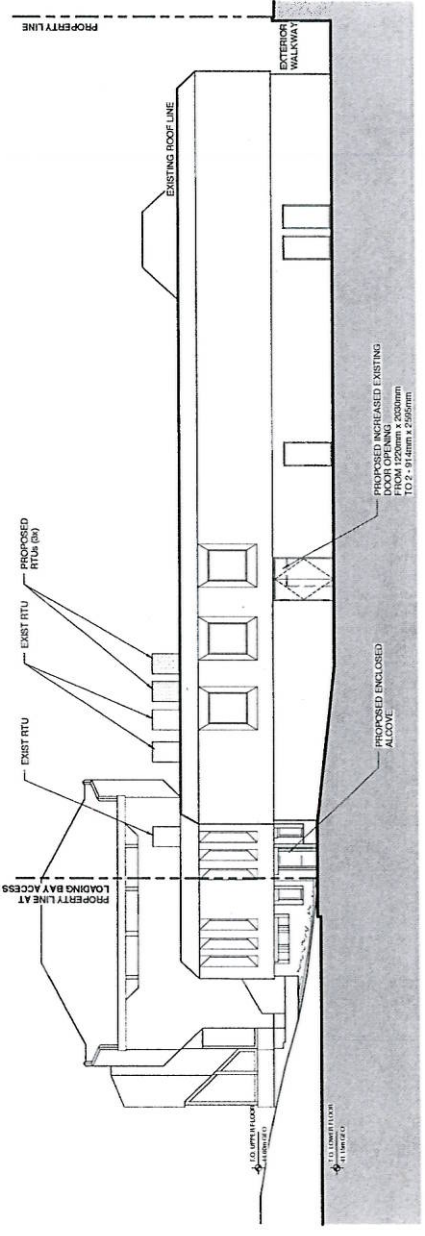 PROPERTY LINE AT
LOADING BAY ACCESS
EXIST RTU
EXIST RTU
PROPOSED
RTUs (3x)
EXISTING ROOF LINE
PROPERTY LINE
EXTERIOR
WALKWAY
T.O. UPPER FLOOR
T.O. LOWER FLOOR
PROPOSED ENCLOSED
ALCOVE
PROPOSED INCREASED EXISTING
DOOR OPENING
FROM 1220mm x 2030mm
TO 2 - 914mm x 2595mm